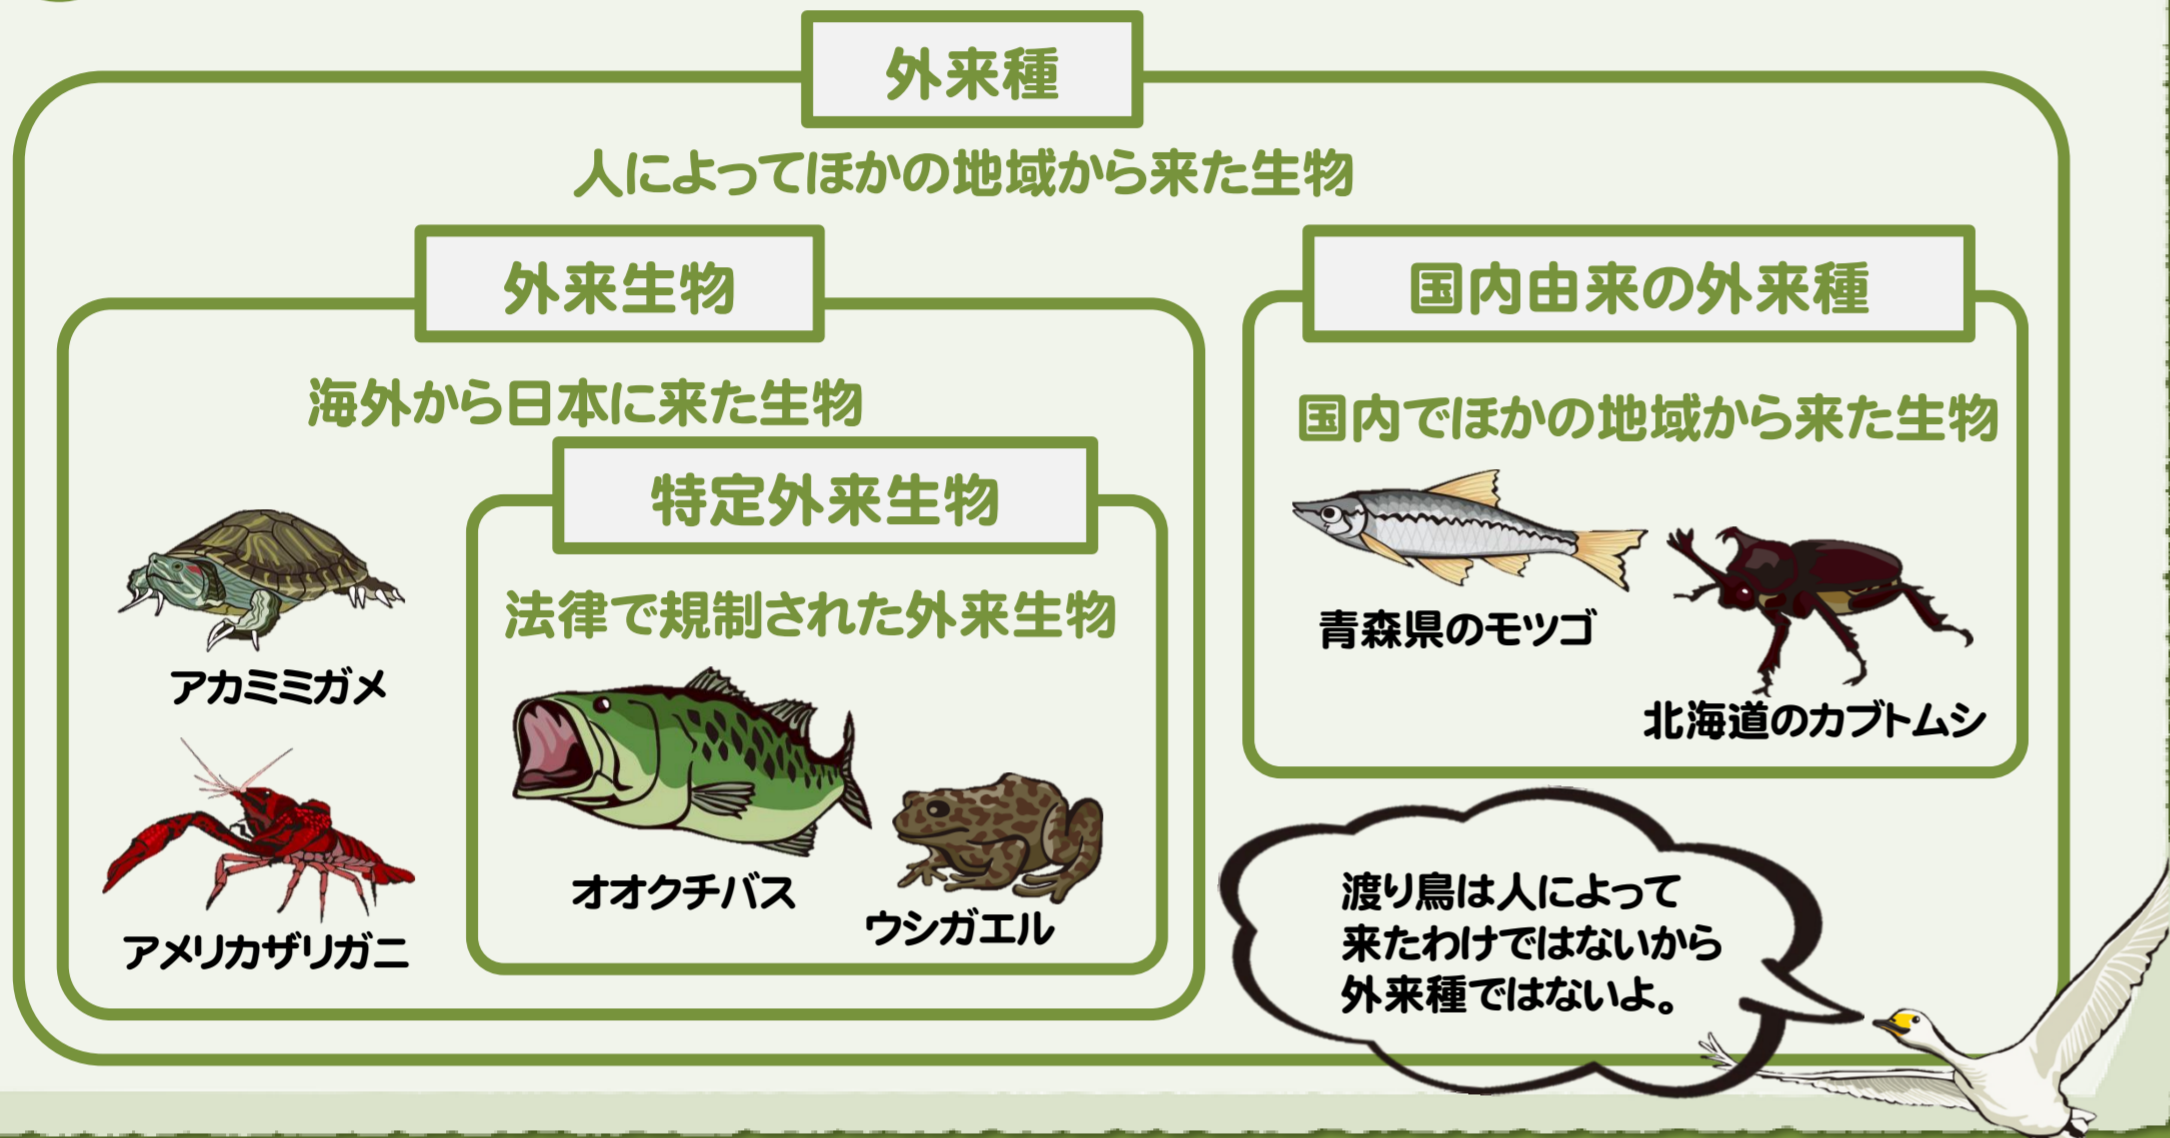 外来種
人によってほかの地域から来た生物
外来生物
海外から日本に来た生物
特定外来生物
法律で規制された外来生物
アカミミガメ
アメリカザリガニ
オオクチバス
ウシガエル
国内由来の外来種
国内でほかの地域から来た生物
青森県のモツゴ
北海道のカブトムシ
渡り鳥は人によって
来たわけではないから
外来種ではないよ。